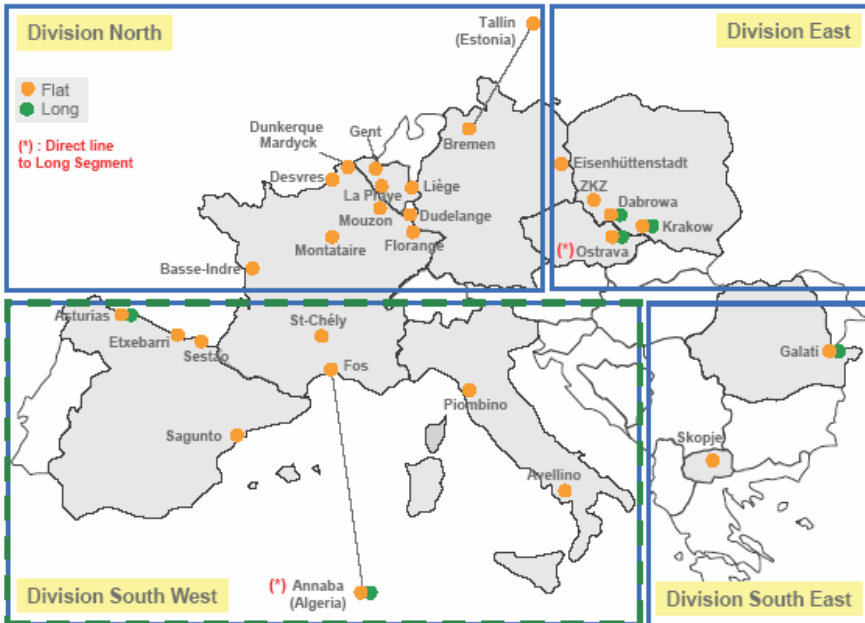 Division North
Tallin
(Estonia)
Division East
Flat
Long
(*) : Direct line
to Long Segment
Dunkerque
Mardyck
Gent
Bremen
Desvres
La Praye
Liège
Mouzon
Dudelange
Montataire
Florange
Basse-Indre
Eisenhüttenstadt
ZKZ
Dabrowa
Krakow
(*) Ostrava
Asturias
Etxebarri
Sestao
St-Chély
Fos
Piombino
Sagunto
Avellino
(*) Annaba
(Algeria)
Division South West
Galati
Skopje
Division South East